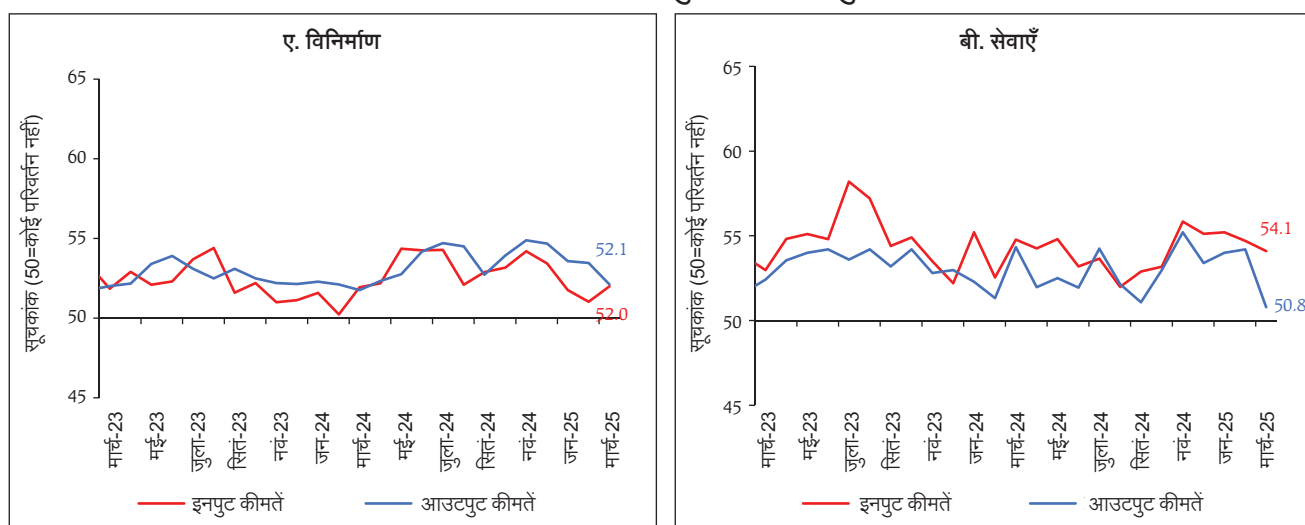 ए. विनिर्माण
सूचकांक (50=कोई परिवर्तन नहीं)
65
60
55
50
45
52.1
52.0
मार्च-23
मई-23
जुला-23
सितं-23
नवं-23
जन-24
मार्च-24
मई-24
जुला-24
सितं-24
नवं-24
जन-25
मार्च-25
इनपुट कीमतें
आउटपुट कीमतें
बी. सेवाएँ
सूचकांक (50=कोई परिवर्तन नहीं)
65
60
55
50
45
54.1
50.8
मार्च-23
मई-23
जुला-23
सितं-23
नवं-23
जन-24
मार्च-24
मई-24
जुला-24
सितं-24
नवं-24
जन-25
मार्च-25
इनपुट कीमतें
आउटपुट कीमतें